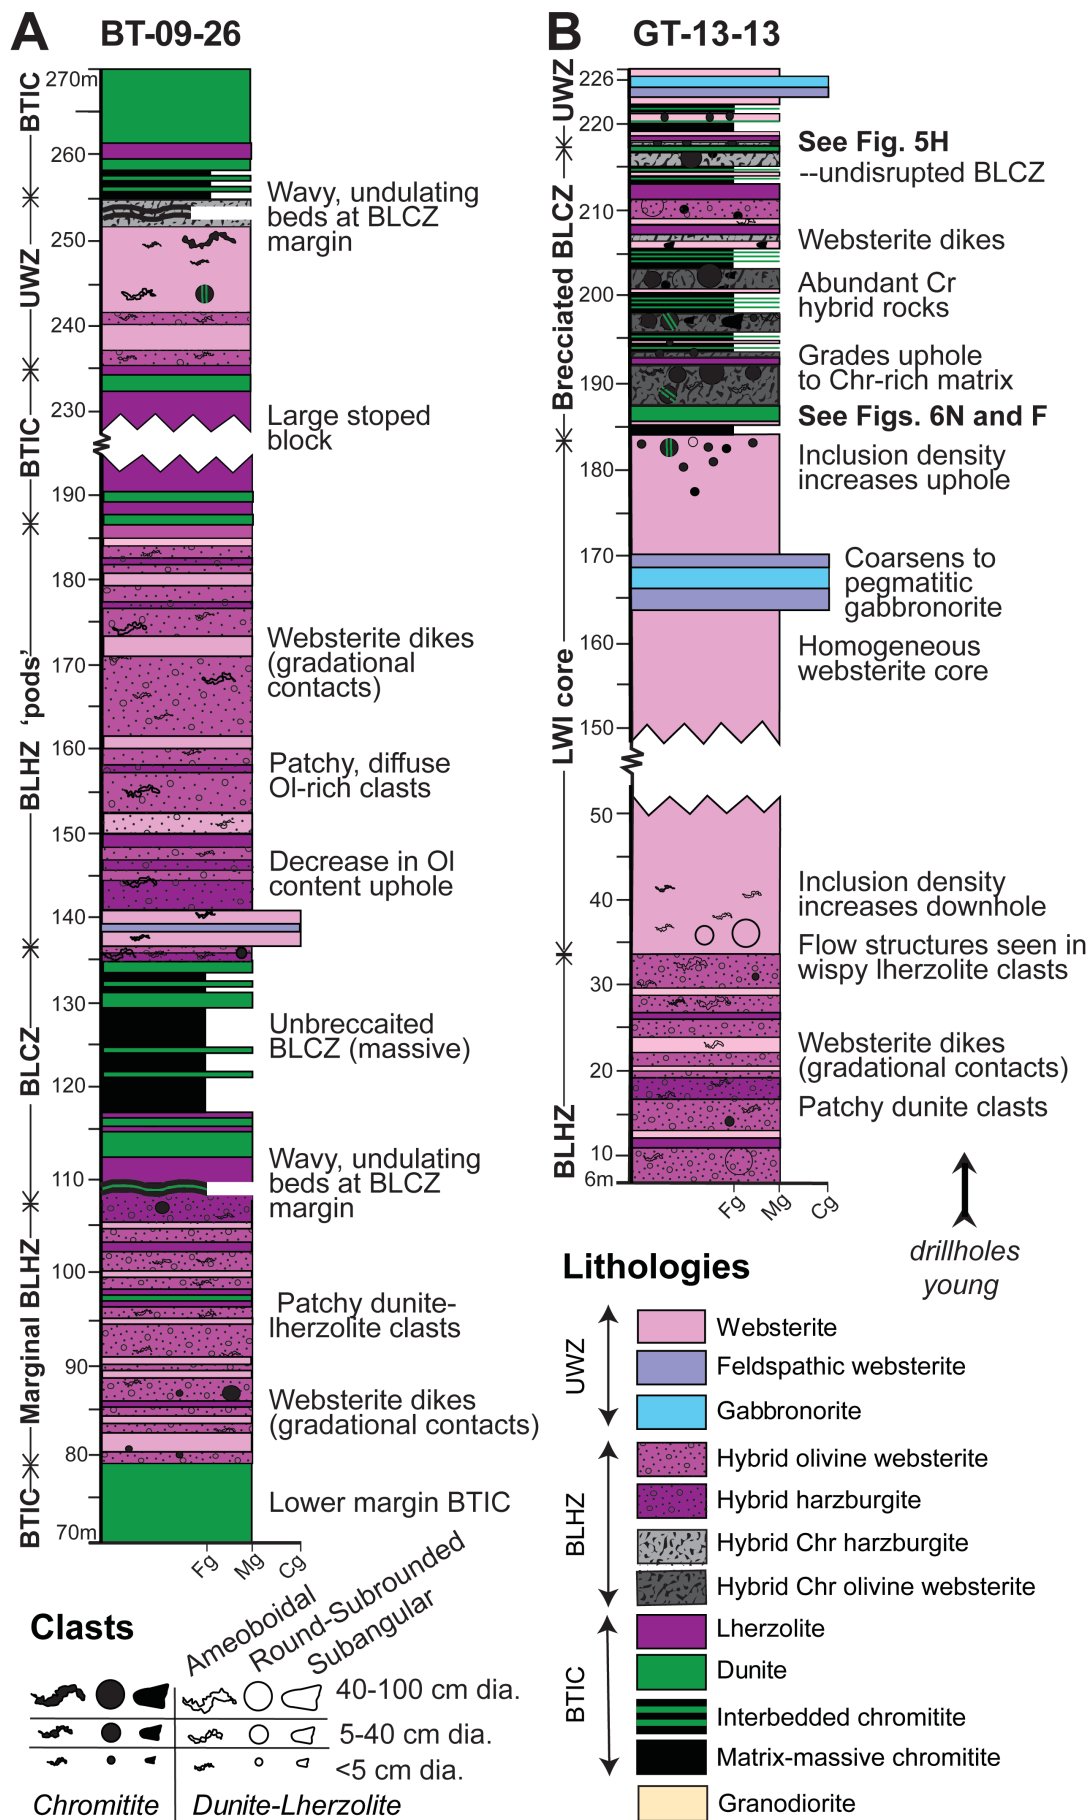 A BT-09-26
270m
260
250
240
230
190
180
170
160
150
140
130
120
110
100
90
80
70m
BTIC
UWZ
BTIC
BLHZ 'pods'
BLCZ
Marginal BLHZ
BTIC
Wavy, undulating
beds at BLCZ
margin
Large stoped
block
Websterite dikes
(gradational
contacts)
Patchy, diffuse
Ol-rich clasts
Decrease in Ol
content uphole
Unbreccaited
BLCZ (massive)
Wavy, undulating
beds at BLCZ
margin
Patchy dunite-
lherzolite clasts
Websterite dikes
(gradational contacts)
Lower margin BTIC
Fg
Mg
Cg
B GT-13-13
226
220
210
200
190
180
170
160
150
50
40
30
20
10
6m
UWZ
Brecciated BLCZ
LWI core
BLHZ
See Fig. 5H
--undisrupted BLCZ
Websterite dikes
Abundant Cr
hybrid rocks
Grades uphole
to Chr-rich matrix
See Figs. 6N and F
Inclusion density
increases uphole
Coarsens to
pegmatitic
gabbronorite
Homogeneous
websterite core
Inclusion density
increases downhole
Flow structures seen in
wispy lherzolite clasts
Websterite dikes
(gradational contacts)
Patchy dunite clasts
Fg
Mg
Cg
drillholes
young
Clasts
Ameoboidal
Round-Subrounded
Subangular
40-100 cm dia.
5-40 cm dia.
<5 cm dia.
Chromitite
Dunite-Lherzolite
Lithologies
UWZ
Websterite
Feldspathic websterite
Gabbronorite
BLHZ
Hybrid olivine websterite
Hybrid harzburgite
Hybrid Chr harzburgite
Hybrid Chr olivine websterite
BTIC
Lherzolite
Dunite
Interbedded chromitite
Matrix-massive chromitite
Granodiorite